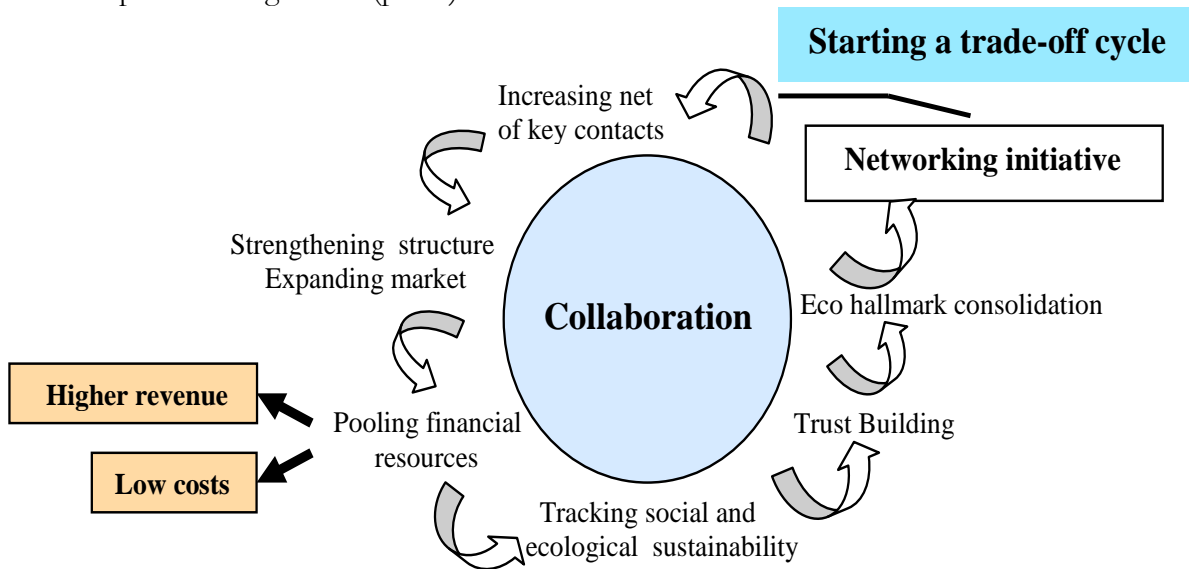 Starting a trade-off cycle
Increasing net
of key contacts
Networking initiative
Strengthening structure
Expanding market
Collaboration
Eco hallmark consolidation
Higher revenue
Pooling financial
resources
Trust Building
Low costs
Tracking social and
ecological sustainability